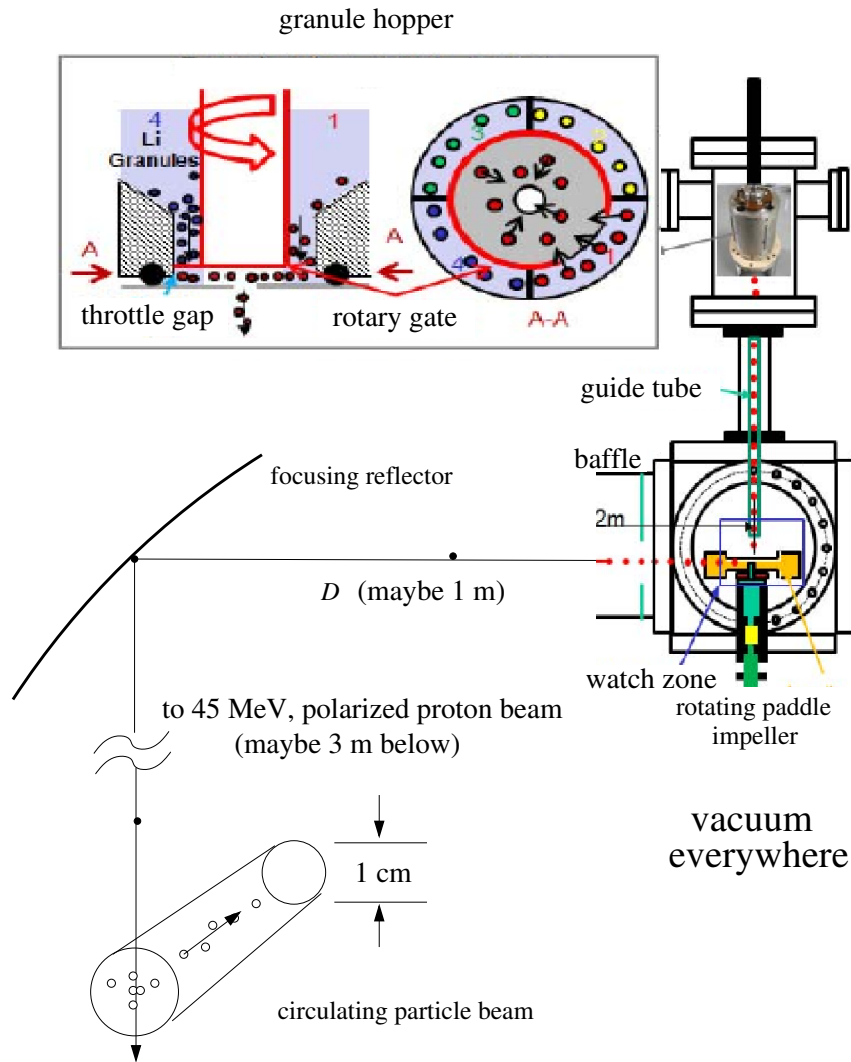 granule hopper
4
1
Li
Granules
3
A
A
4
1
throttle gap
rotary gate
A-A
guide tube
baffle
focusing reflector
2m
D (maybe 1 m)
watch zone
rotating paddle
impeller
to 45 MeV, polarized proton beam
(maybe 3 m below)
vacuum
everywhere
1 cm
circulating particle beam